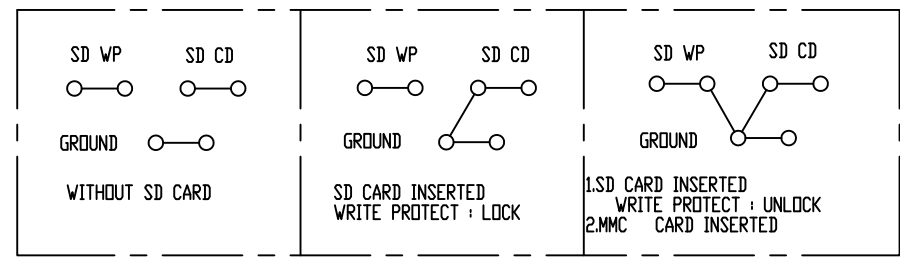 SD WP SD CD
GROUND
WITHOUT SD CARD
SD WP SD CD
GROUND
SD CARD INSERTED
WRITE PROTECT : LOCK
SD WP SD CD
GROUND
1.SD CARD INSERTED
WRITE PROTECT : UNLOCK
2.MMC CARD INSERTED